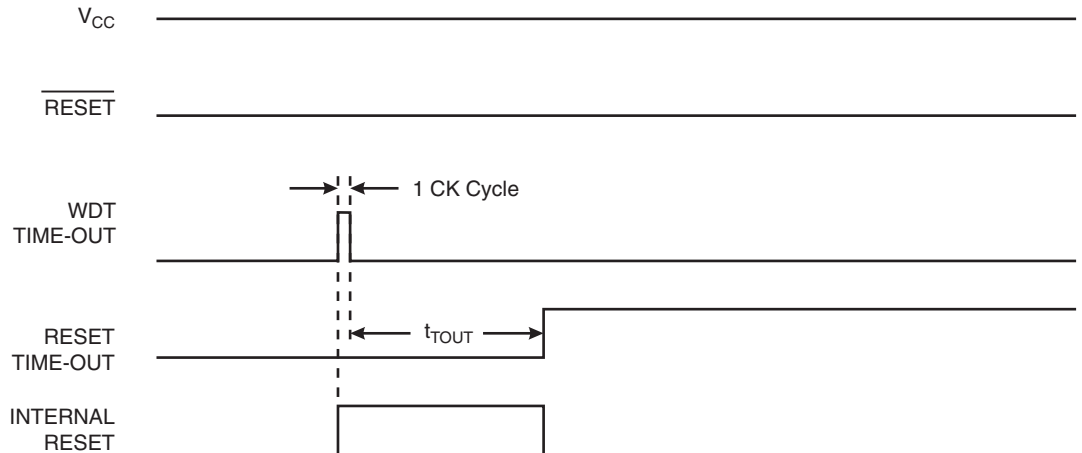 VCC
RESET
1 CK Cycle
WDT
TIME-OUT
RESET
TIME-OUT
tTOUT
INTERNAL
RESET